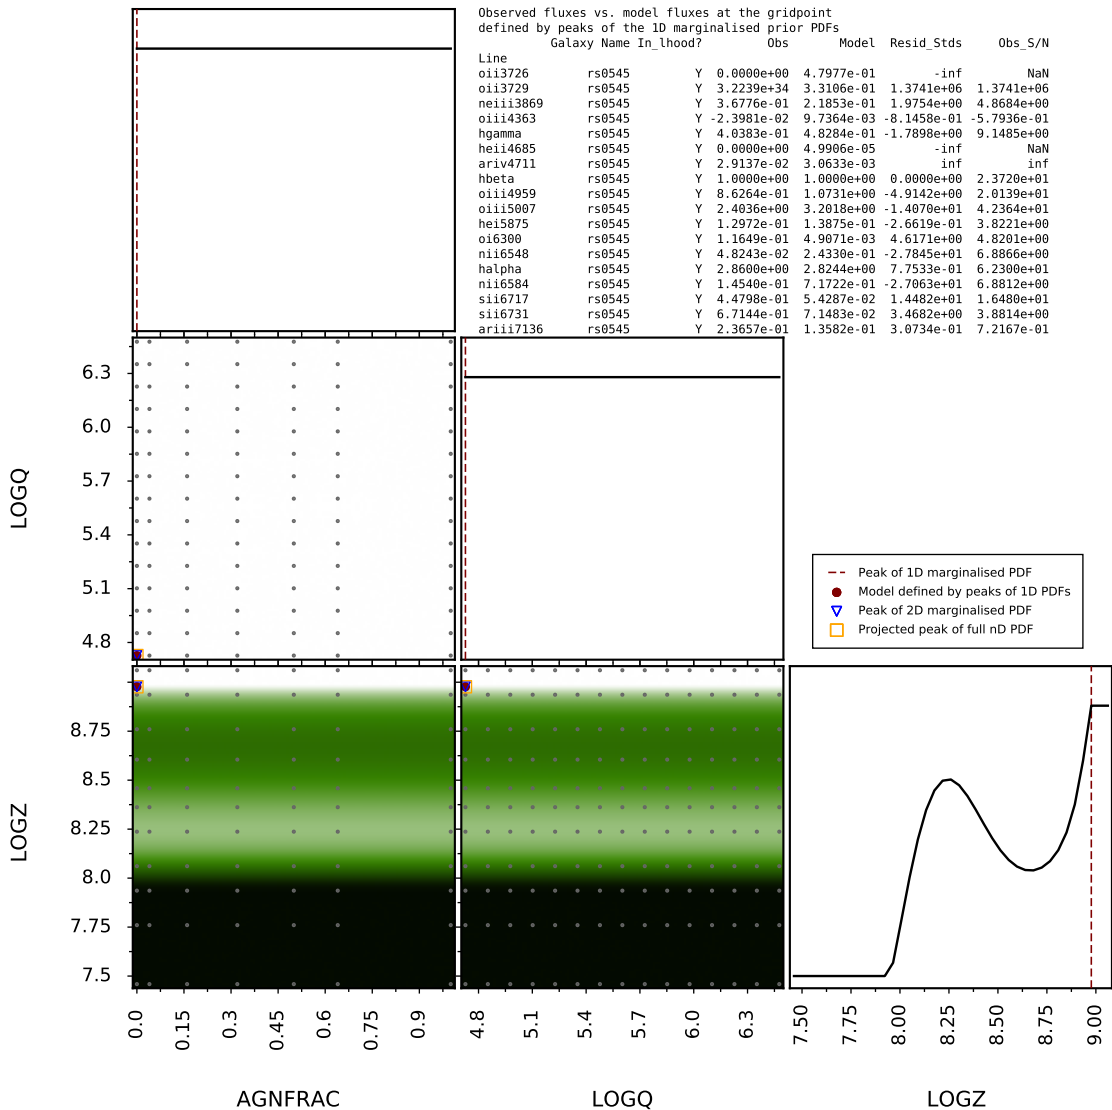 Observed fluxes vs. model fluxes at the gridpoint
defined by peaks of the 1D marginalised prior PDFs
Galaxy Name In_lhood? Obs Model Resid_Stds Obs_S/N
Line
oii3726 rs0545 Y 0.0000e+00 4.7977e-01 -inf NaN
oii3729 rs0545 Y 3.2239e+34 3.3106e-01 1.3741e+06 1.3741e+06
neiii3869 rs0545 Y 3.6776e-01 2.1853e-01 1.9754e+00 4.8684e+00
oiii4363 rs0545 Y -2.3981e-02 9.7364e-03 -8.1458e-01 -5.7936e-01
hgamma rs0545 Y 4.0383e-01 4.8284e-01 -1.7898e+00 9.1485e+00
heii4685 rs0545 Y 0.0000e+00 4.9906e-05 -inf NaN
ariv4711 rs0545 Y 2.9137e-02 3.0633e-03 inf inf
hbeta rs0545 Y 1.0000e+00 1.0000e+00 0.0000e+00 2.3720e+01
oiii4959 rs0545 Y 8.6264e-01 1.0731e+00 -4.9142e+00 2.0139e+01
oiii5007 rs0545 Y 2.4036e+00 3.2018e+00 -1.4070e+01 4.2364e+01
hei5875 rs0545 Y 1.2972e-01 1.3875e-01 -2.6619e-01 3.8221e+00
oi6300 rs0545 Y 1.1649e-01 4.9071e-03 4.6171e+00 4.8201e+00
nii6548 rs0545 Y 4.8243e-02 2.4330e-01 -2.7845e+01 6.8866e+00
halpha rs0545 Y 2.8600e+00 2.8244e+00 7.7533e-01 6.2300e+01
nii6584 rs0545 Y 1.4540e-01 7.1722e-01 -2.7063e+01 6.8812e+00
sii6717 rs0545 Y 4.4798e-01 5.4287e-02 1.4482e+01 1.6480e+01
sii6731 rs0545 Y 6.7144e-01 7.1483e-02 3.4682e+00 3.8814e+00
ariii7136 rs0545 Y 2.3657e-01 1.3582e-01 3.0734e-01 7.2167e-01
LOGQ
6.3
6.0
5.7
5.4
5.1
4.8
Peak of 1D marginalised PDF
Model defined by peaks of 1D PDFs
Peak of 2D marginalised PDF
Projected peak of full nD PDF
LOGZ
8.75
8.5
8.25
8.0
7.75
7.5
0.0 0.15 0.3 0.45 0.6 0.75 0.9
4.8 5.1 5.4 5.7 6.0 6.3
7.50 7.75 8.00 8.25 8.50 8.75 9.00
AGNFRAC LOGQ LOGZ